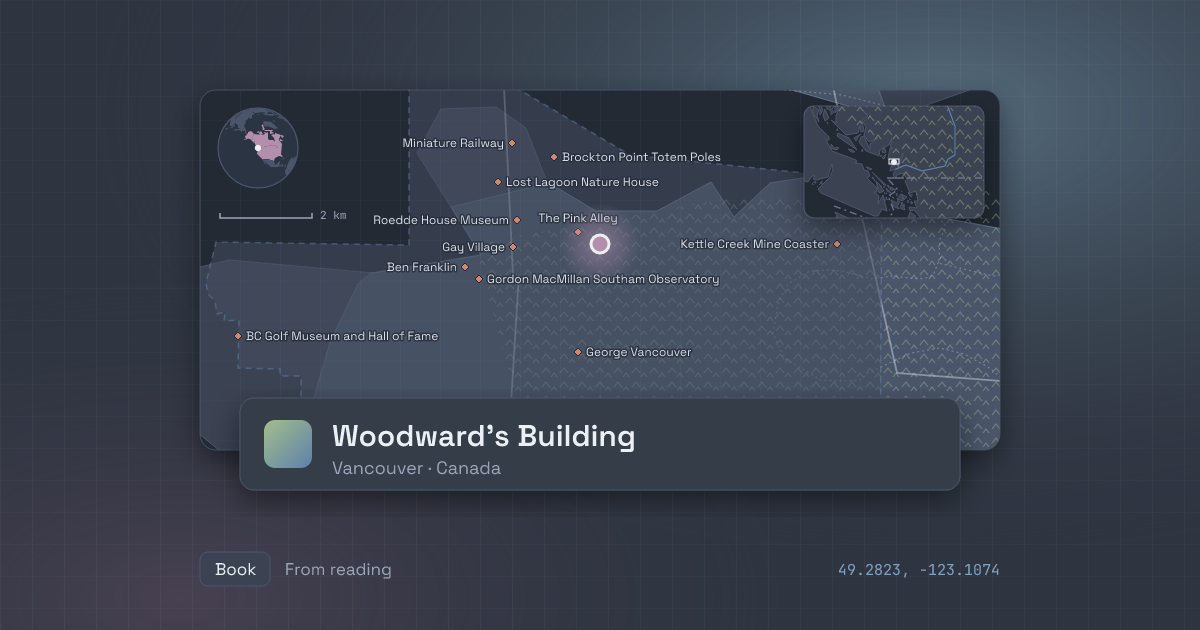 Miniature Railway
Brockton Point Totem Poles
Lost Lagoon Nature House
2 km
Roedde House Museum
The Pink Alley
Gay Village
Kettle Creek Mine Coaster
Ben Franklin
Gordon MacMillan Southam Observatory
BC Golf Museum and Hall of Fame
George Vancouver
Woodward's Building
Vancouver · Canada
Book
From reading
49.2823, -123.1074